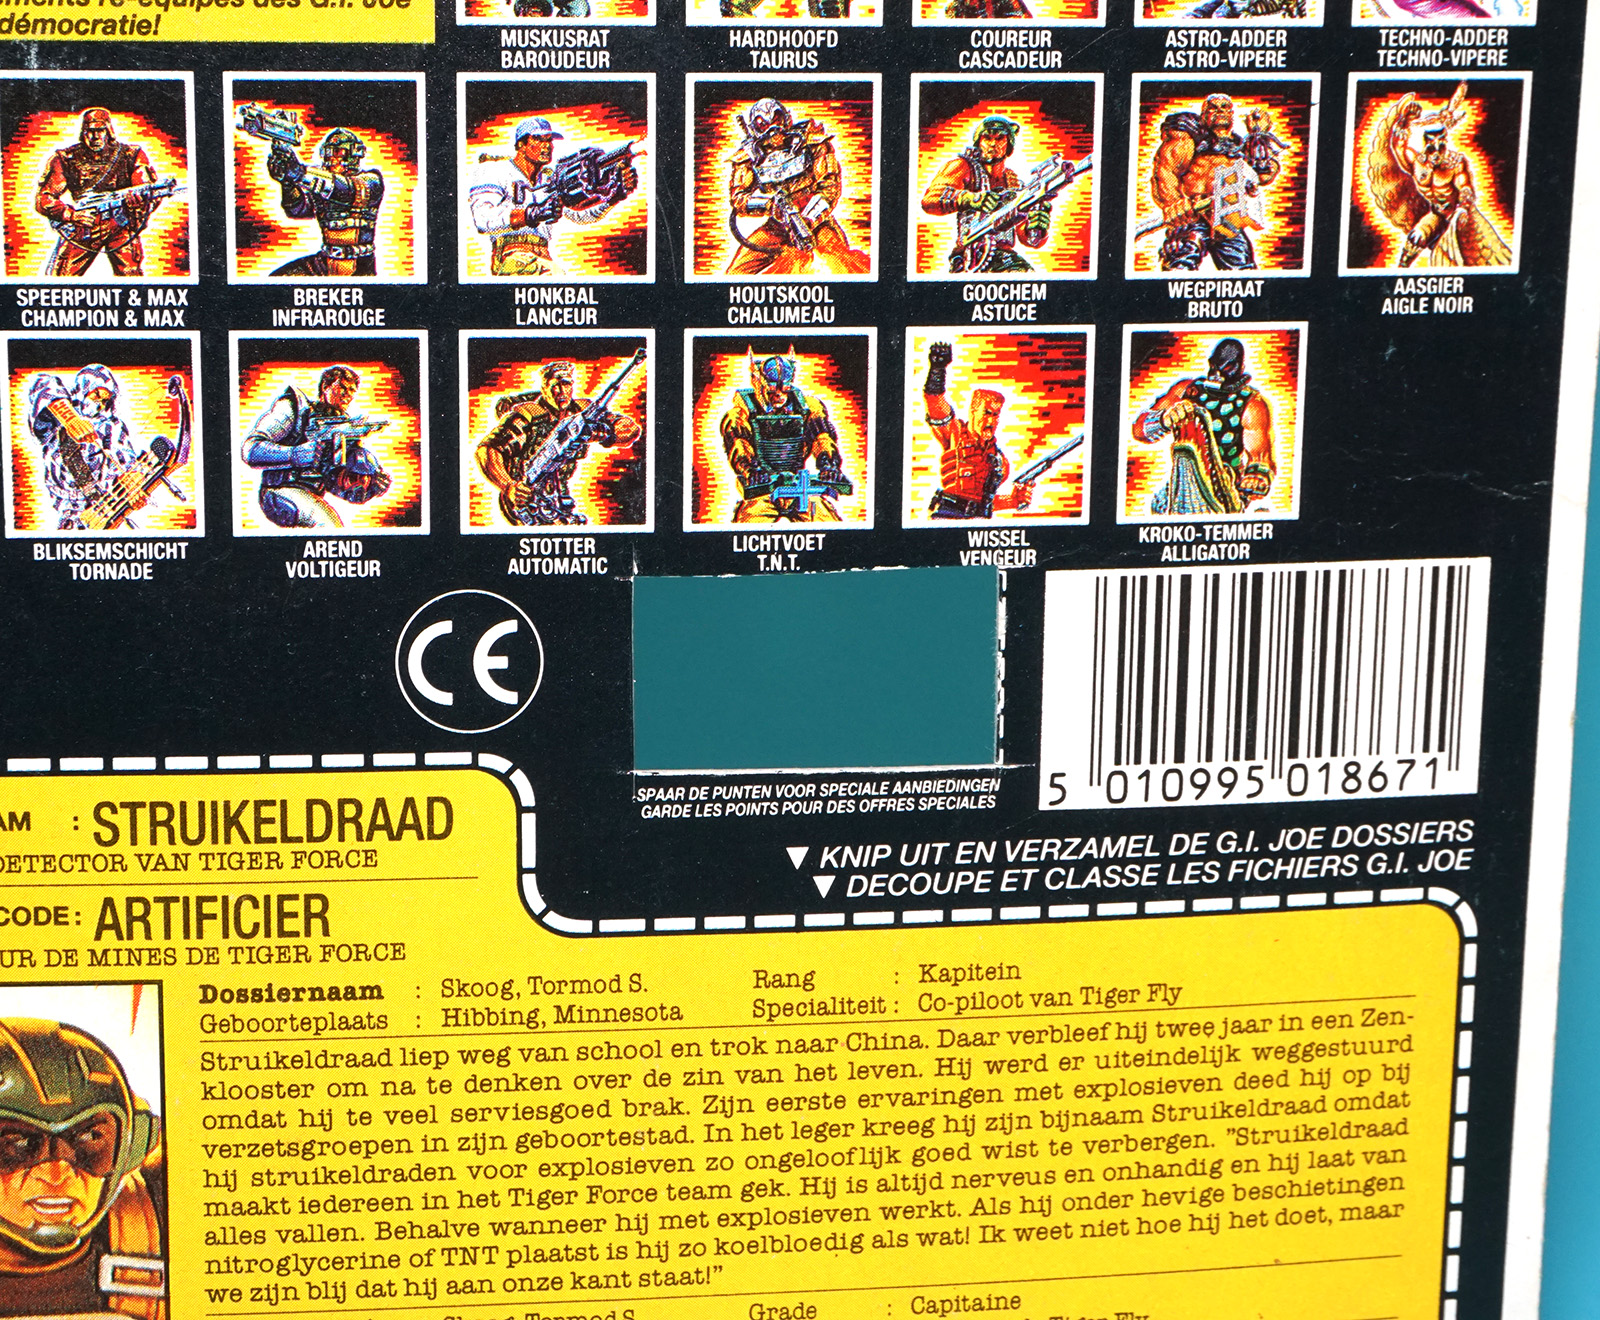 ments ré-équipés des G.I. Joe
démocratie!
MUSKUSRAT
BAROUDEUR
HARDHOOFD
TAURUS
COUREUR
CASCADEUR
ASTRO-ADDER
ASTRO-VIPERE
TECHNO-ADDER
TECHNO-VIPERE
SPEERPUNT & MAX
CHAMPION & MAX
BREKER
INFRAROUGE
HONKBAL
LANCEUR
HOUTSKOOL
CHALUMEAU
GOOCHEM
ASTUCE
WEGPIRAAT
BRUTO
AASGIER
AIGLE NOIR
BLIKSEMSCHICHT
TORNADE
AREND
VOLTIGEUR
STOTTER
AUTOMATIC
LICHTVOET
T.N.T.
WISSEL
VENGEUR
KROKO-TEMMER
ALLIGATOR
CE
SPAAR DE PUNTEN VOOR SPECIALE AANBIEDINGEN
GARDE LES POINTS POUR DES OFFRES SPECIALES
5 010995 018671
▼ KNIP UIT EN VERZAMEL DE G.I. JOE DOSSIERS
▼ DECOUPE ET CLASSE LES FICHIERS G.I. JOE
AM : STRUIKELDRAAD
DETECTOR VAN TIGER FORCE
CODE: ARTIFICIER
UR DE MINES DE TIGER FORCE
Dossiernaam : Skoog, Tormod S. Rang : Kapitein
Geboorteplaats : Hibbing, Minnesota Specialiteit : Co-piloot van Tiger Fly
Struikeldraad liep weg van school en trok naar China. Daar verbleef hij twee jaar in een Zen-
klooster om na te denken over de zin van het leven. Hij werd er uiteindelijk weggestuurd
omdat hij te veel serviesgoed brak. Zijn eerste ervaringen met explosieven deed hij op bij
verzetsgroepen in zijn geboortestad. In het leger kreeg hij zijn bijnaam Struikeldraad omdat
hij struikeldraden voor explosieven zo ongelooflijk goed wist te verbergen. "Struikeldraad
maakt iedereen in het Tiger Force team gek. Hij is altijd nerveus en onhandig en hij laat van
alles vallen. Behalve wanneer hij met explosieven werkt. Als hij onder hevige beschietingen
nitroglycerine of TNT plaatst is hij zo koelbloedig als wat! Ik weet niet hoe hij het doet, maar
we zijn blij dat hij aan onze kant staat!"
Skoog, Tormod S. Grade : Capitaine
Tiger Fly